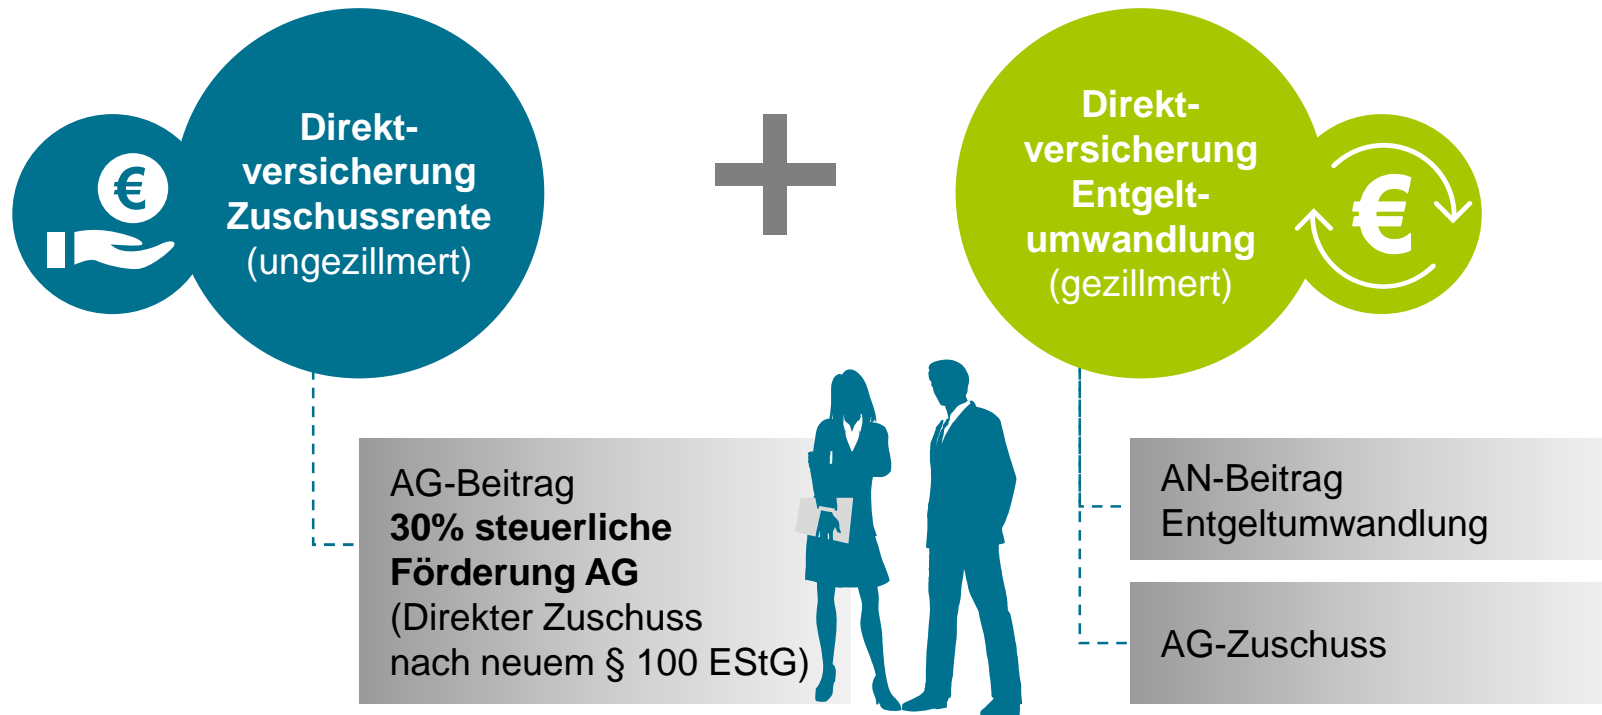 Direkt-
versicherung
Zuschussrente
(ungezillmert)
€
Direkt-
versicherung
Entgelt-
umwandlung
(gezillmert)
€
AG-Beitrag
30% steuerliche
Förderung AG
(Direkter Zuschuss
nach neuem § 100 EStG)
AN-Beitrag
Entgeltumwandlung
AG-Zuschuss